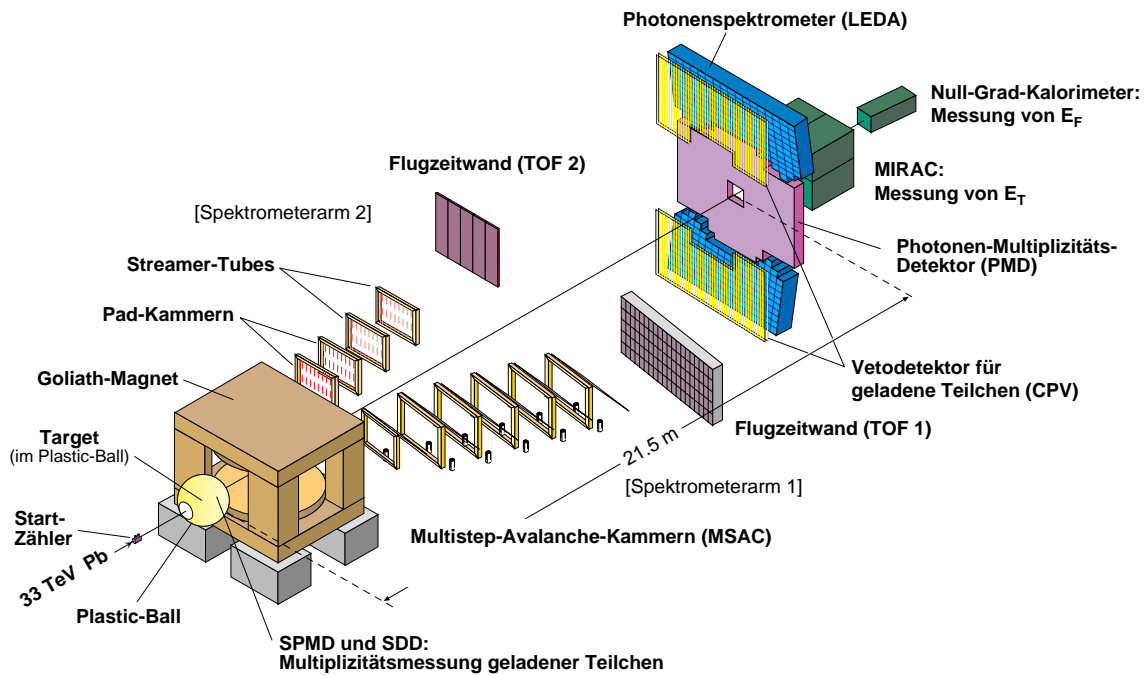 Photonenspektrometer (LEDA)
Null-Grad-Kalorimeter:
Messung von E_F
Flugzeitwand (TOF 2)
MIRAC:
Messung von E_T
[Spektrometerarm 2]
Photonen-Multiplizitäts-
Detektor (PMD)
Streamer-Tubes
Pad-Kammern
Goliath-Magnet
Vetodetektor für
geladene Teilchen (CPV)
Target
(im Plastic-Ball)
Flugzeitwand (TOF 1)
21.5 m
[Spektrometerarm 1]
Start-
Zähler
Multistep-Avalanche-Kammern (MSAC)
33 TeV Pb
Plastic-Ball
SPMD und SDD:
Multiplizitätsmessung geladener Teilchen